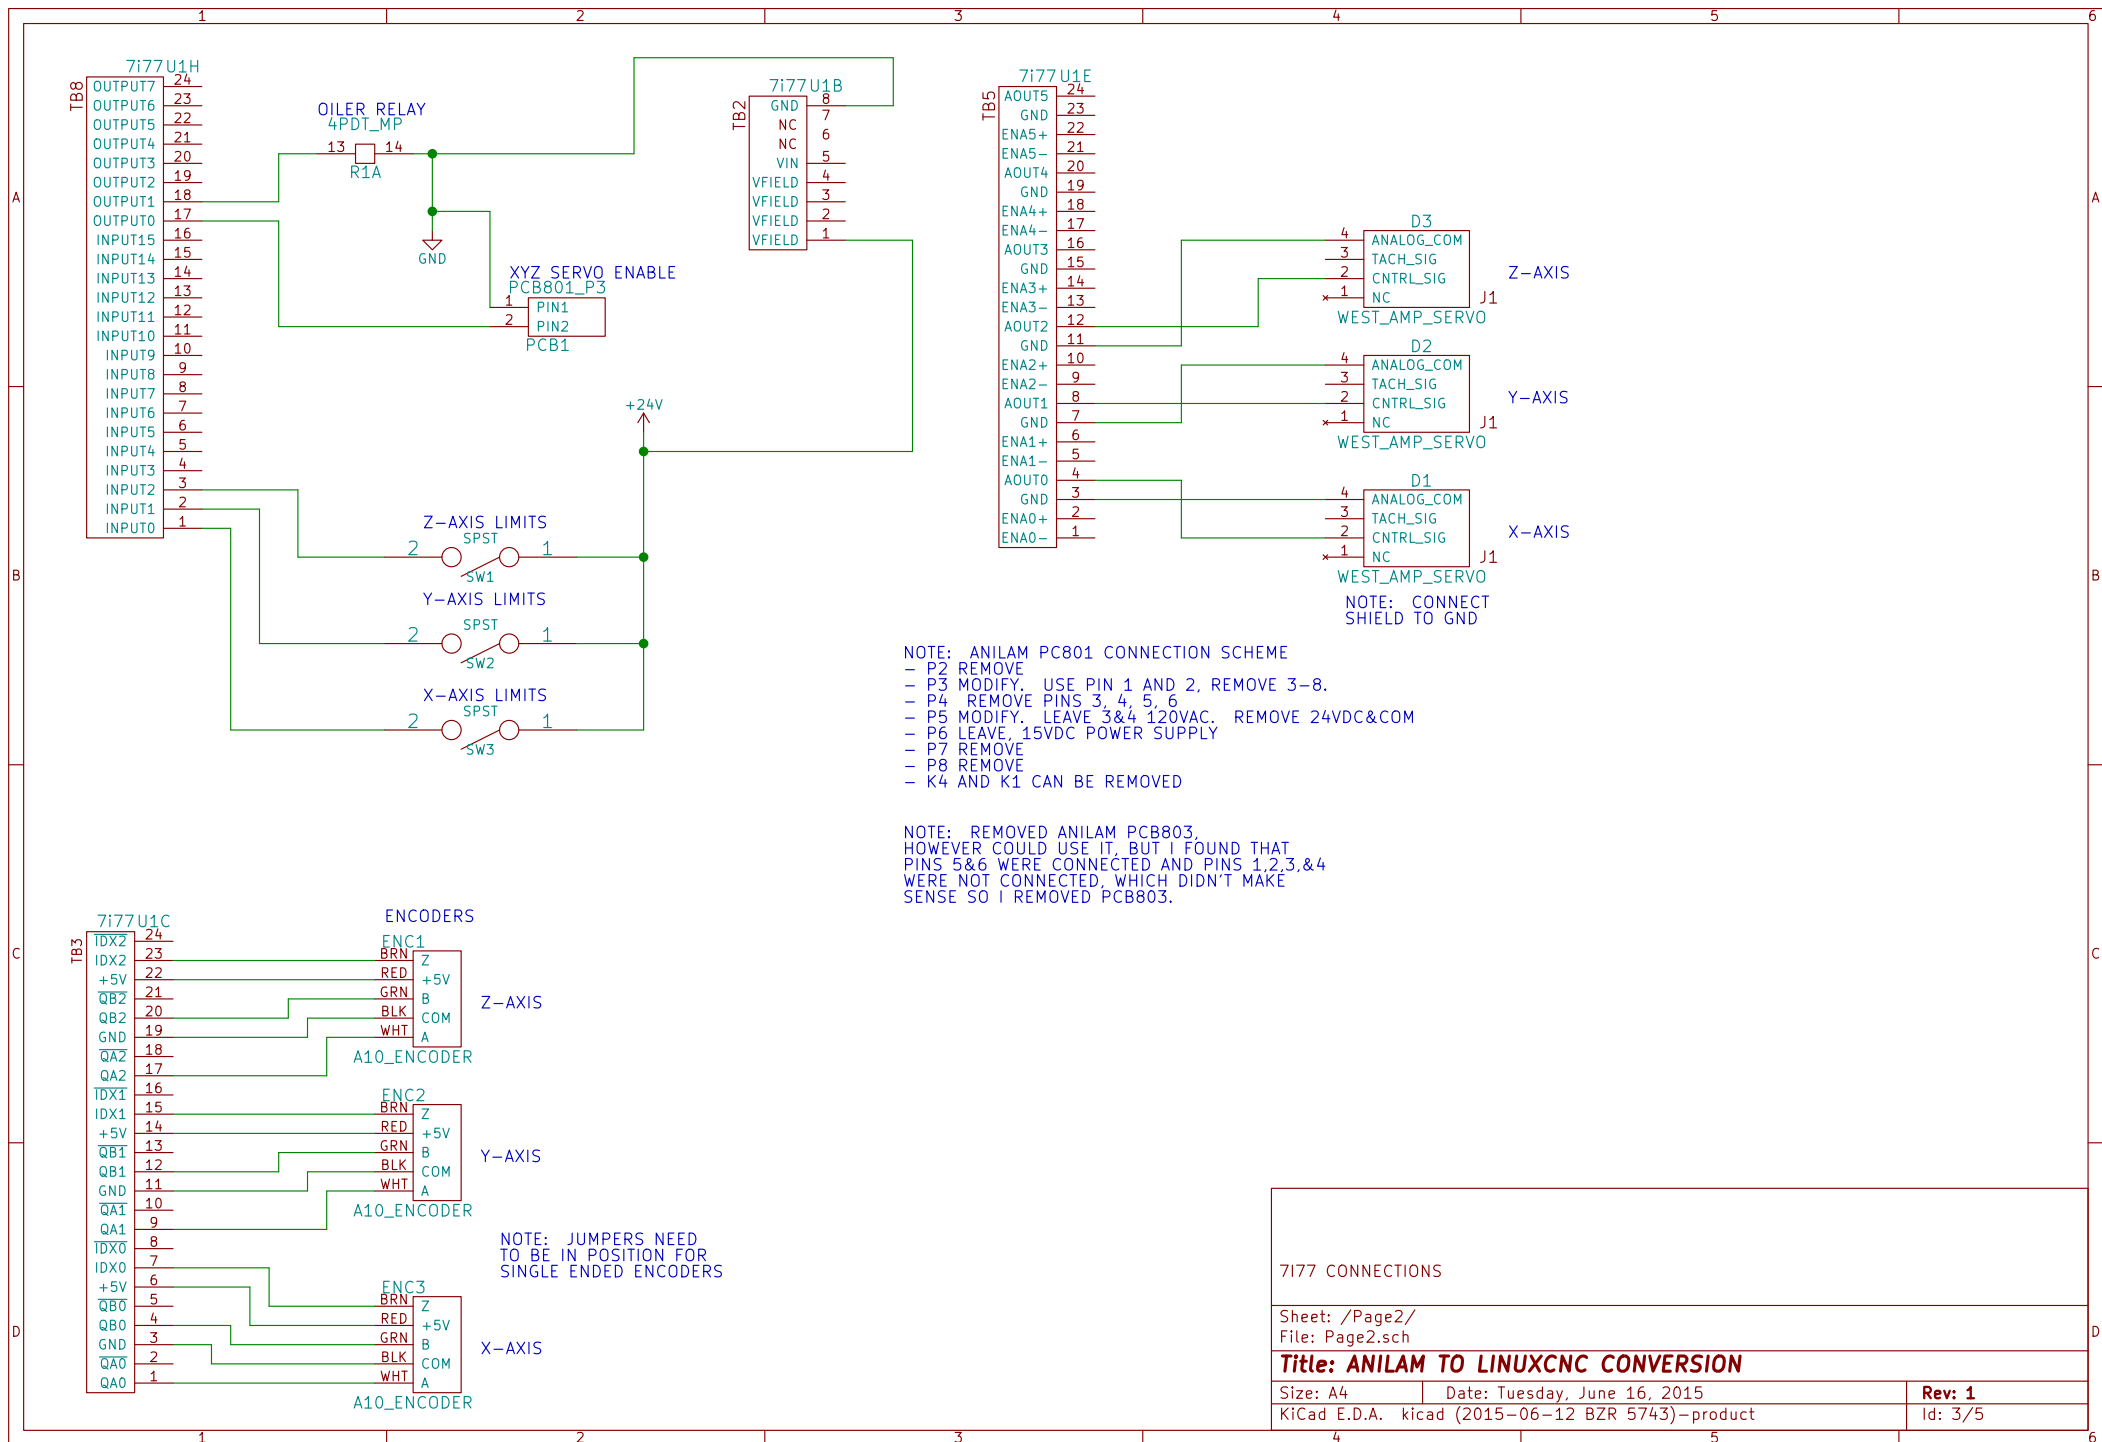 1 2 3 4 5 6
A
B
C
D
A
B
C
D
1 2 3 4 5 6
7i77 U1H
TB8
OUTPUT7 24
OUTPUT6 23
OUTPUT5 22
OUTPUT4 21
OUTPUT3 20
OUTPUT2 19
OUTPUT1 18
OUTPUT0 17
INPUT15 16
INPUT14 15
INPUT13 14
INPUT12 13
INPUT11 12
INPUT10 11
INPUT9 10
INPUT8 9
INPUT7 8
INPUT6 7
INPUT5 6
INPUT4 5
INPUT3 4
INPUT2 3
INPUT1 2
INPUT0 1
OILER RELAY
4PDT_MP
13 14
R1A
GND
XYZ SERVO ENABLE
PCB801_P3
1 PIN1
2 PIN2
PCB1
+24V
Z-AXIS LIMITS
SPST
2 1
SW1
Y-AXIS LIMITS
SPST
2 1
SW2
X-AXIS LIMITS
SPST
2 1
SW3
7i77 U1B
TB2
GND 8
NC 7
NC 6
VIN 5
VFIELD 4
VFIELD 3
VFIELD 2
VFIELD 1
7i77 U1E
TB5
AOUT5 24
GND 23
ENA5+ 22
ENA5- 21
AOUT4 20
GND 19
ENA4+ 18
ENA4- 17
AOUT3 16
GND 15
ENA3+ 14
ENA3- 13
AOUT2 12
GND 11
ENA2+ 10
ENA2- 9
AOUT1 8
GND 7
ENA1+ 6
ENA1- 5
AOUT0 4
GND 3
ENA0+ 2
ENA0- 1
D3
4 ANALOG_COM
3 TACH_SIG
2 CNTRL_SIG
1 NC
J1
WEST_AMP_SERVO
Z-AXIS
D2
4 ANALOG_COM
3 TACH_SIG
2 CNTRL_SIG
1 NC
J1
WEST_AMP_SERVO
Y-AXIS
D1
4 ANALOG_COM
3 TACH_SIG
2 CNTRL_SIG
1 NC
J1
WEST_AMP_SERVO
X-AXIS
NOTE: CONNECT
SHIELD TO GND
NOTE: ANILAM PC801 CONNECTION SCHEME
- P2 REMOVE
- P3 MODIFY. USE PIN 1 AND 2, REMOVE 3-8.
- P4 REMOVE PINS 3, 4, 5, 6
- P5 MODIFY. LEAVE 3&4 120VAC. REMOVE 24VDC&COM
- P6 LEAVE, 15VDC POWER SUPPLY
- P7 REMOVE
- P8 REMOVE
- K4 AND K1 CAN BE REMOVED
NOTE: REMOVED ANILAM PCB803,
HOWEVER COULD USE IT, BUT I FOUND THAT
PINS 5&6 WERE CONNECTED AND PINS 1,2,3,&4
WERE NOT CONNECTED, WHICH DIDN'T MAKE
SENSE SO I REMOVED PCB803.
7i77 U1C
TB3
IDX2 24
IDX2 23
+5V 22
QB2 21
QB2 20
GND 19
QA2 18
QA2 17
IDX1 16
IDX1 15
+5V 14
QB1 13
QB1 12
GND 11
QA1 10
QA1 9
IDX0 8
IDX0 7
+5V 6
QB0 5
QB0 4
GND 3
QA0 2
QA0 1
ENCODERS
ENC1
BRN Z
RED +5V
GRN B
BLK COM
WHT A
A10_ENCODER
Z-AXIS
ENC2
BRN Z
RED +5V
GRN B
BLK COM
WHT A
A10_ENCODER
Y-AXIS
NOTE: JUMPERS NEED
TO BE IN POSITION FOR
SINGLE ENDED ENCODERS
ENC3
BRN Z
RED +5V
GRN B
BLK COM
WHT A
A10_ENCODER
X-AXIS
7I77 CONNECTIONS
Sheet: /Page2/
File: Page2.sch
Title: ANILAM TO LINUXCNC CONVERSION
Size: A4 Date: Tuesday, June 16, 2015 Rev: 1
KiCad E.D.A. kicad (2015-06-12 BZR 5743)-product Id: 3/5